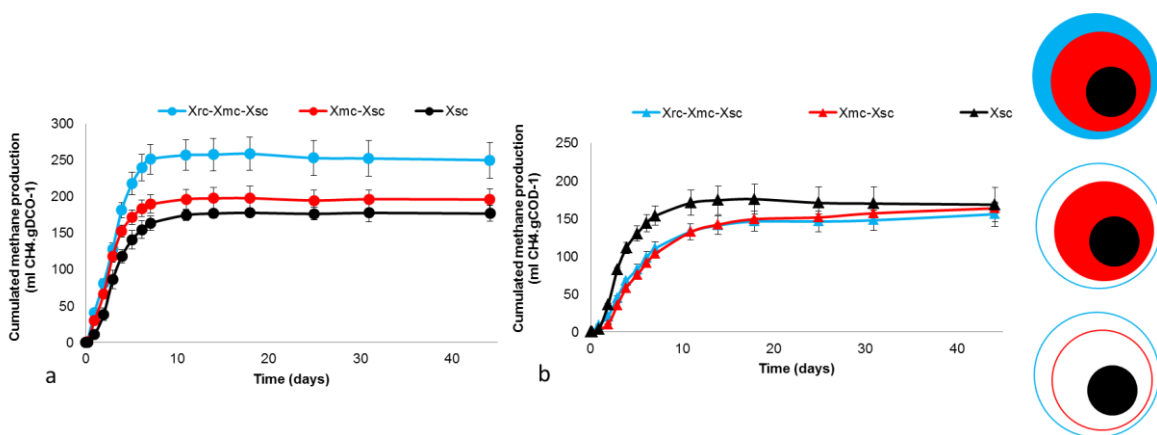 Xrc-Xmc-Xsc Xmc-Xsc Xsc
Cumulated methane production
(ml CH4.gDCO-1)
300
250
200
150
100
50
0
0 10 20 30 40
Time (days)
a
Xrc-Xmc-Xsc Xmc-Xsc Xsc
Cumulated methane production
(ml CH4.gCOD-1)
250
200
150
100
50
0
0 10 20 30 40
Time (days)
b